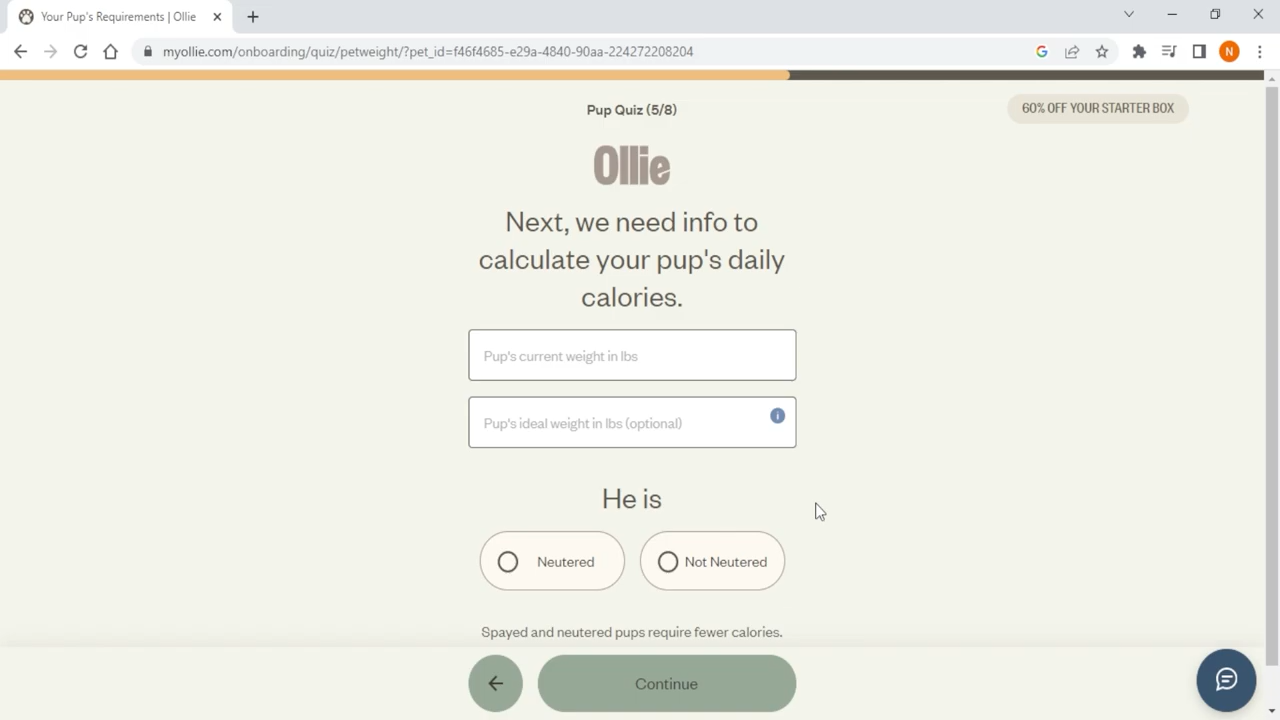 Your Pup's Requirements | Ollie
myollie.com/onboarding/quiz/petweight/?pet_id=f46f4685-e29a-4840-90aa-224272208204
N
Pup Quiz (5/8)
60% OFF YOUR STARTER BOX
Ollie
Next, we need info to
calculate your pup's daily
calories.
Pup's current weight in lbs
Pup's ideal weight in lbs (optional)
i
He is
Neutered
Not Neutered
Spayed and neutered pups require fewer calories.
Continue